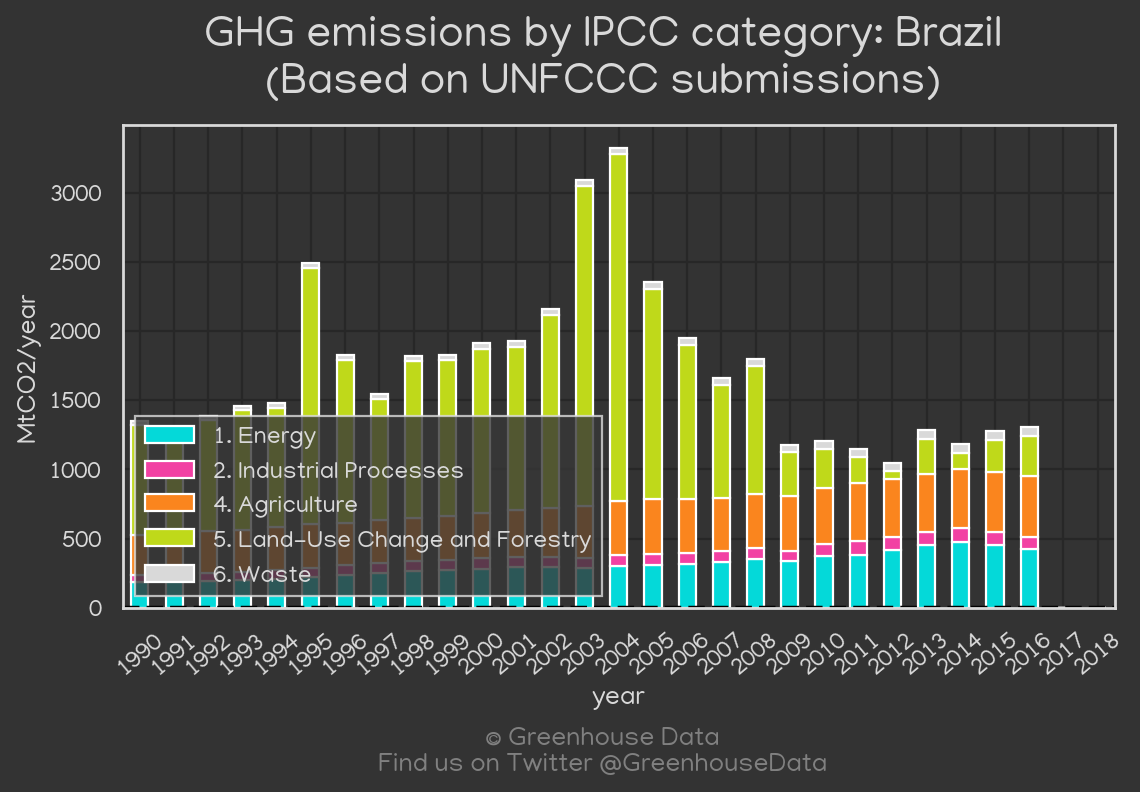 GHG emissions by IPCC category: Brazil
(Based on UNFCCC submissions)
MtCO2/year
3000
2500
2000
1500
1000
500
0
1. Energy
2. Industrial Processes
4. Agriculture
5. Land-Use Change and Forestry
6. Waste
1990 1991 1992 1993 1994 1995 1996 1997 1998 1999 2000 2001 2002 2003 2004 2005 2006 2007 2008 2009 2010 2011 2012 2013 2014 2015 2016 2017 2018
year
© Greenhouse Data
Find us on Twitter @GreenhouseData